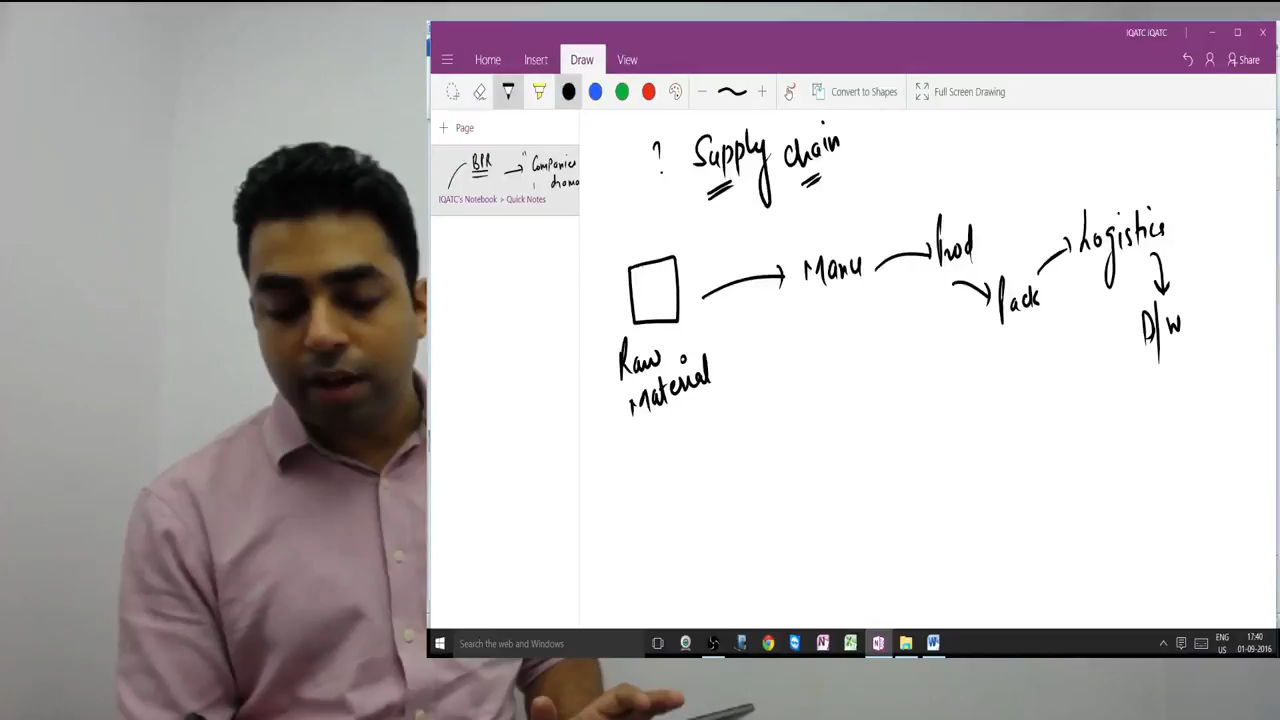 IQATC IQATC
Home Insert Draw View
Share
Convert to Shapes
Full Screen Drawing
+ Page
BPR → "Companies
drama
IQATC's Notebook > Quick Notes
? Supply chain
Raw
Material
Manu
Prod
Pack
Logistics
D/W
Search the web and Windows
ENG
US
17:40
01-09-2016